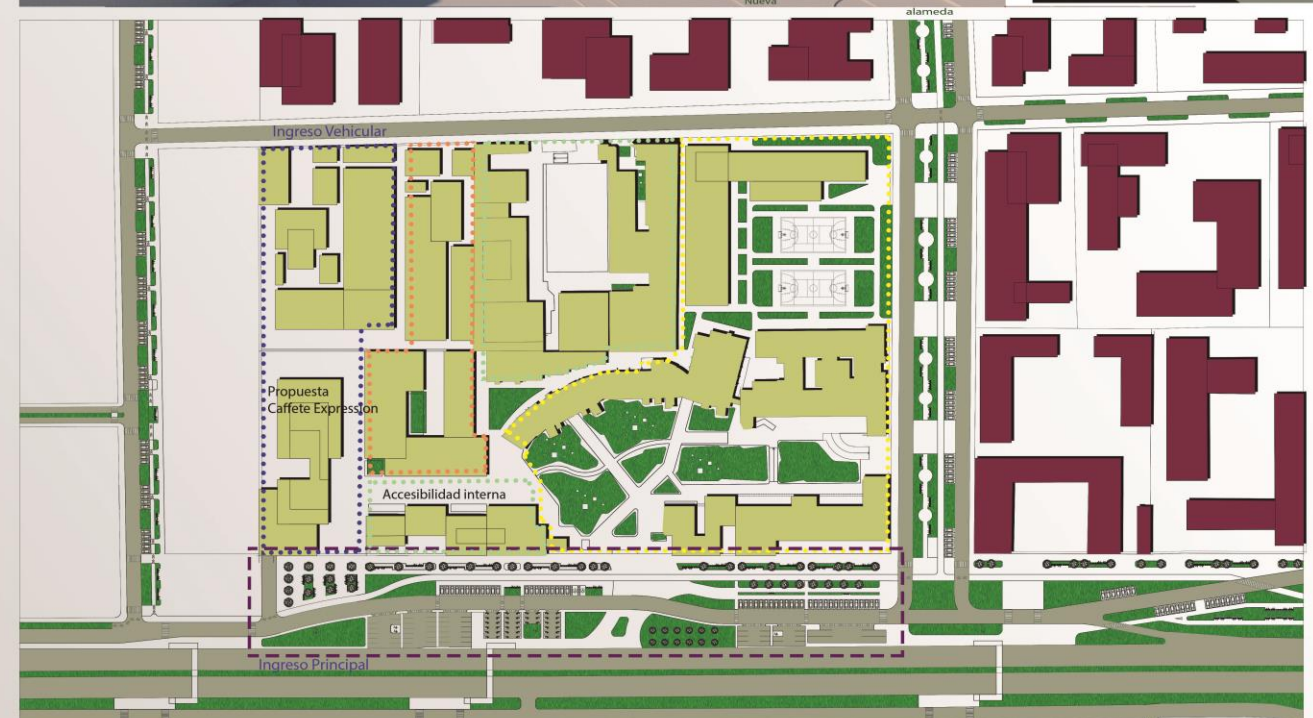 Nueva
alameda
Ingreso Vehicular
Propuesta
Caffete Expression
Accesibilidad interna
Ingreso Principal